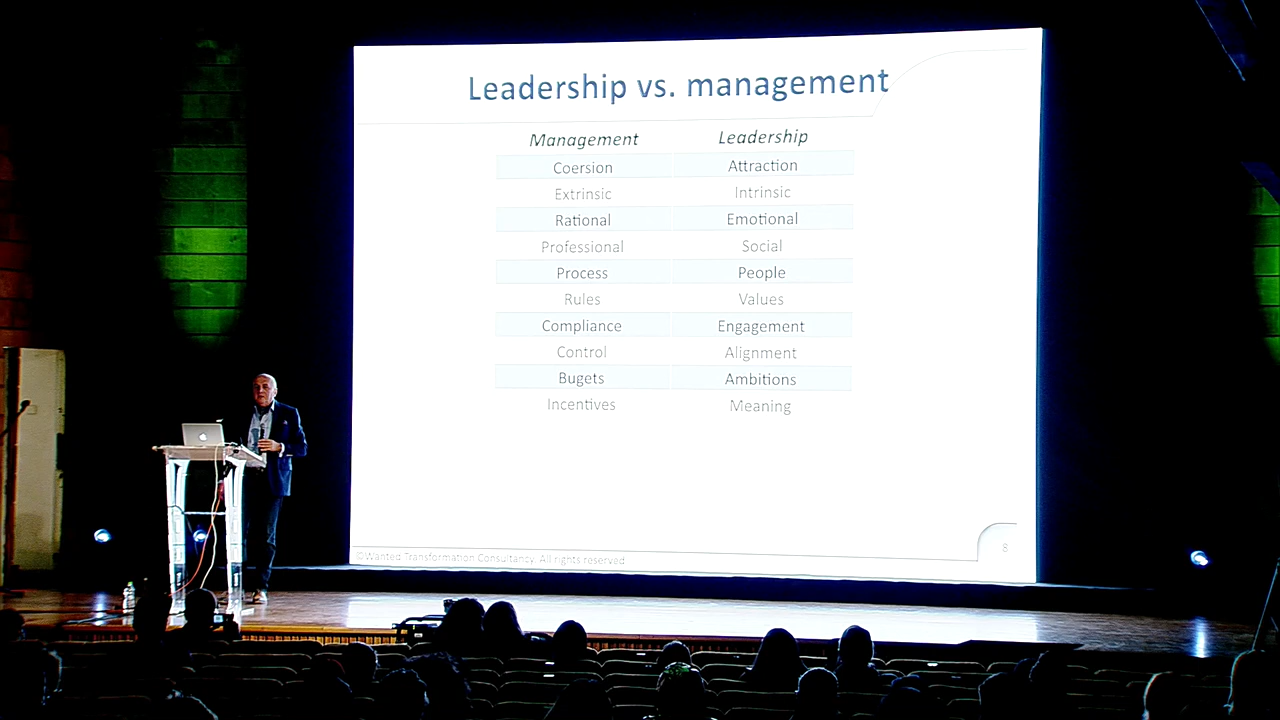 Leadership vs. management
Management Leadership
Coersion Attraction
Extrinsic Intrinsic
Rational Emotional
Professional Social
Process People
Rules Values
Compliance Engagement
Control Alignment
Bugets Ambitions
Incentives Meaning
©Wanted Transformation Consultancy. All rights reserved
8